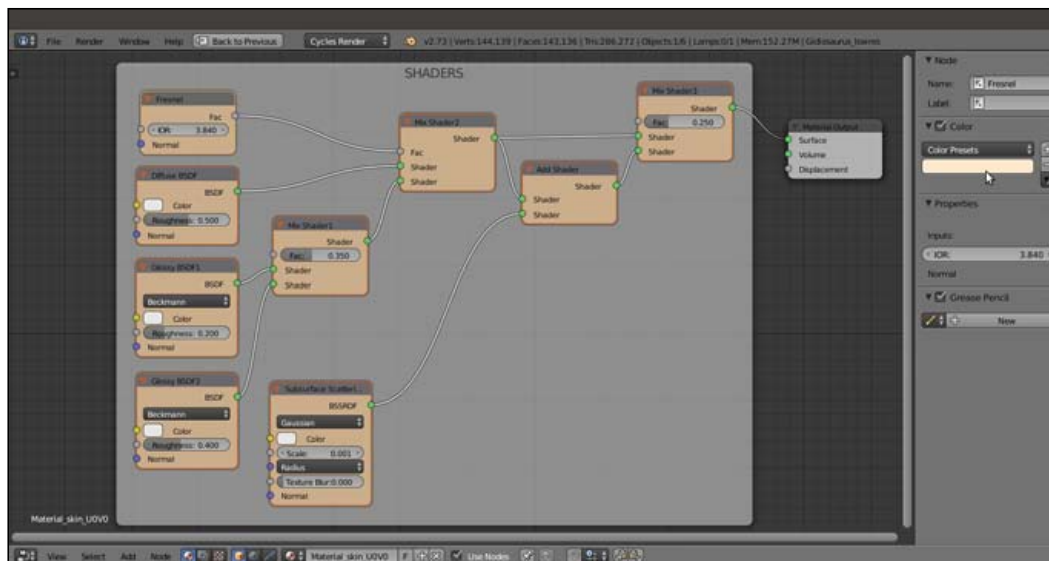 File Render Window Help Back to Previous Cycles Render v2.73 | Verts:144,139 | Faces:143,136 | Tris:286,272 | Objects:1/6 | Lamps:0/1 | Mem:152.27M | Gidiosaurus_lowres
SHADERS
Fresnel
Fac
IOR: 3.840
Normal
Diffuse BSDF
BSDF
Color
Roughness: 0.500
Normal
Glossy BSDF1
BSDF
Beckmann
Color
Roughness: 0.200
Normal
Glossy BSDF2
BSDF
Beckmann
Color
Roughness: 0.400
Normal
Mix Shader1
Shader
Fac: 0.350
Shader
Shader
Subsurface Scatteri...
BSSRDF
Gaussian
Color
Scale: 0.001
Radius
Texture Blur:0.000
Normal
Mix Shader2
Shader
Fac
Shader
Shader
Add Shader
Shader
Shader
Shader
Mix Shader3
Shader
Fac: 0.250
Shader
Shader
Material Output
Surface
Volume
Displacement
Node
Name: Fresnel
Label:
Color
Color Presets
Properties
Inputs:
IOR: 3.840
Normal
Grease Pencil
New
Material_skin_U0V0
View Select Add Node Material_skin_U0V0 F Use Nodes